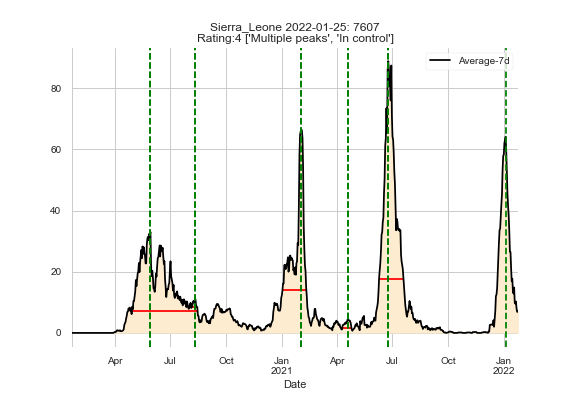 Sierra_Leone 2022-01-25: 7607
Rating:4 ['Multiple peaks', 'In control']
Average-7d
80
60
40
20
0
Apr Jul Oct Jan Apr Jul Oct Jan
2021 2022
Date